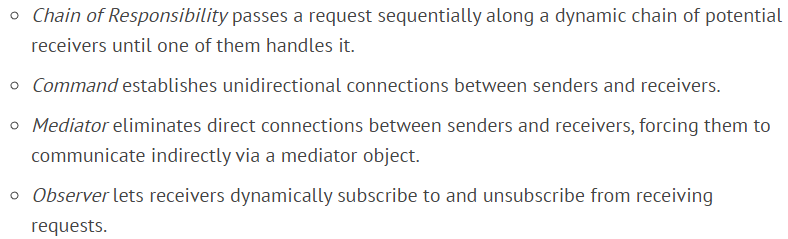 Chain of Responsibility passes a request sequentially along a dynamic chain of potential
receivers until one of them handles it.
Command establishes unidirectional connections between senders and receivers.
Mediator eliminates direct connections between senders and receivers, forcing them to
communicate indirectly via a mediator object.
Observer lets receivers dynamically subscribe to and unsubscribe from receiving
requests.